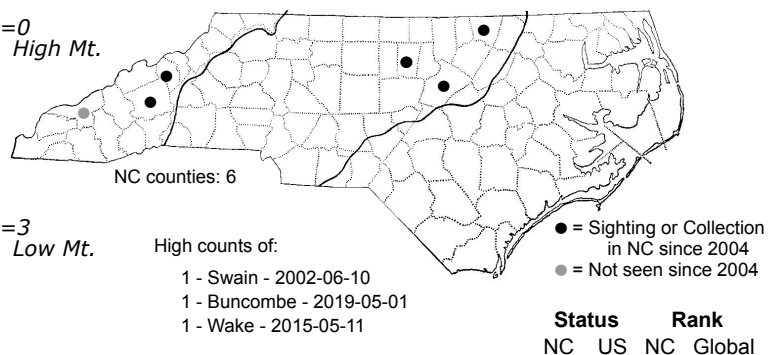 =0
High Mt.
NC counties: 6
=3
Low Mt.
High counts of:
1 - Swain - 2002-06-10
1 - Buncombe - 2019-05-01
1 - Wake - 2015-05-11
= Sighting or Collection
in NC since 2004
= Not seen since 2004
Status Rank
NC US NC Global